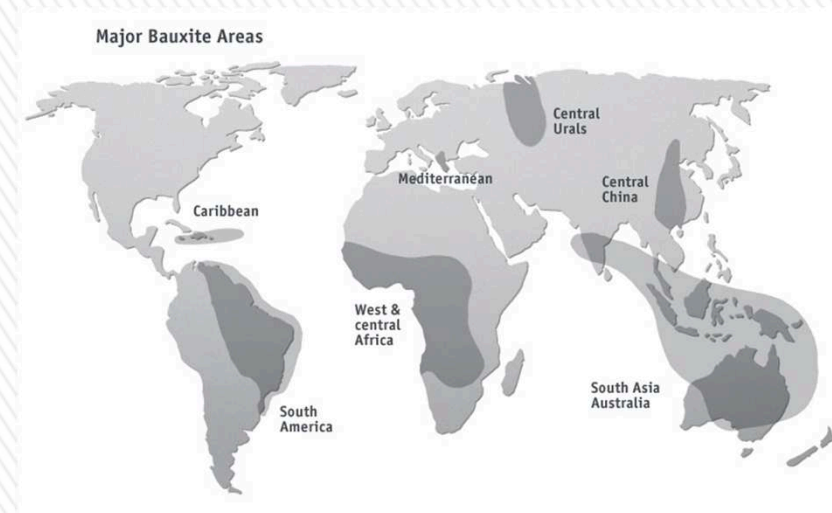 Major Bauxite Areas
Central
Urals
Mediterranean
Central
China
Caribbean
West &
central
Africa
South Asia
Australia
South
America